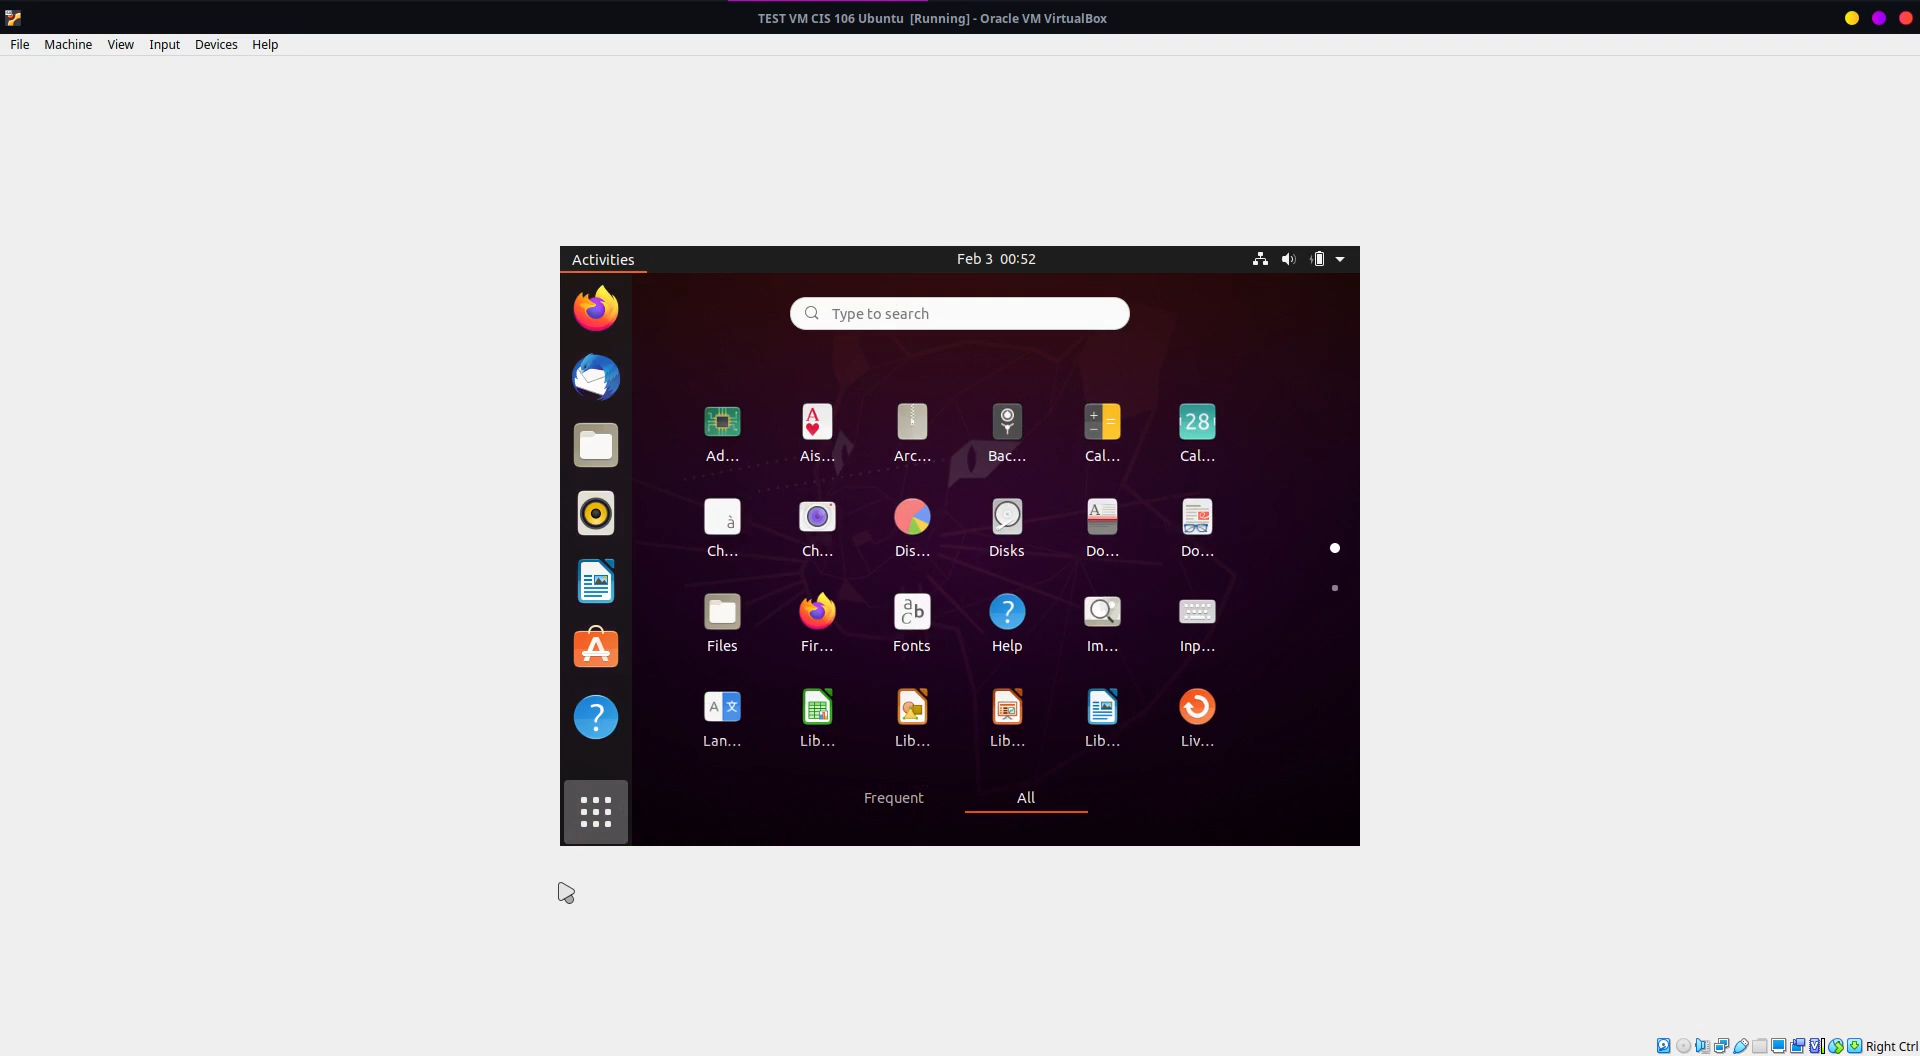 TEST VM CIS 106 Ubuntu [Running] - Oracle VM VirtualBox
File Machine View Input Devices Help
Activities
Feb 3 00:52
Type to search
Ad... Ais... Arc... Bac... Cal... Cal...
28
Ch... Ch... Dis... Disks Do... Do...
Files Fir... Fonts Help Im... Inp...
Lan... Lib... Lib... Lib... Lib... Liv...
Frequent All
Right Ctrl